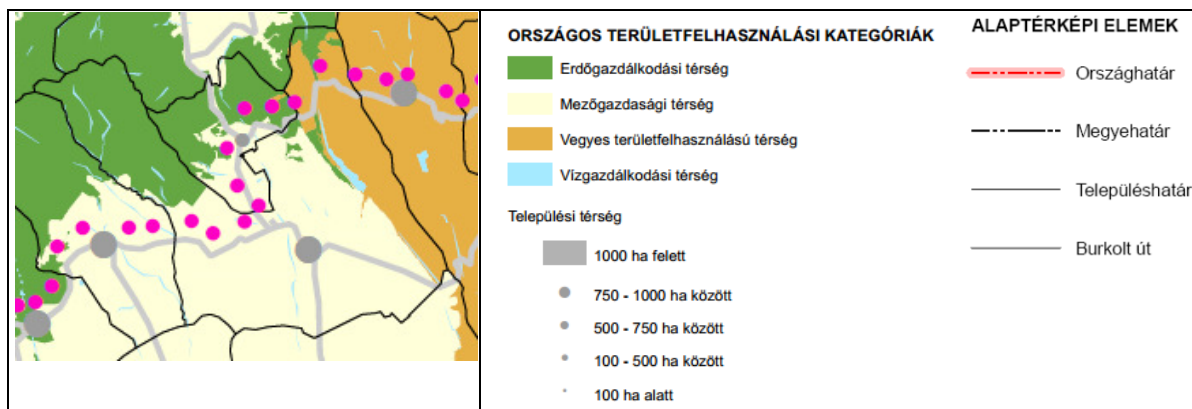 ORSZÁGOS TERÜLETFELHASZNÁLÁSI KATEGÓRIÁK
Erdőgazdálkodási térség
Mezőgazdasági térség
Vegyes területfelhasználású térség
Vízgazdálkodási térség
Települési térség
1000 ha felett
750 - 1000 ha között
500 - 750 ha között
100 - 500 ha között
100 ha alatt
ALAPTÉRKÉPI ELEMEK
Országhatár
Megyehatár
Településhatár
Burkolt út